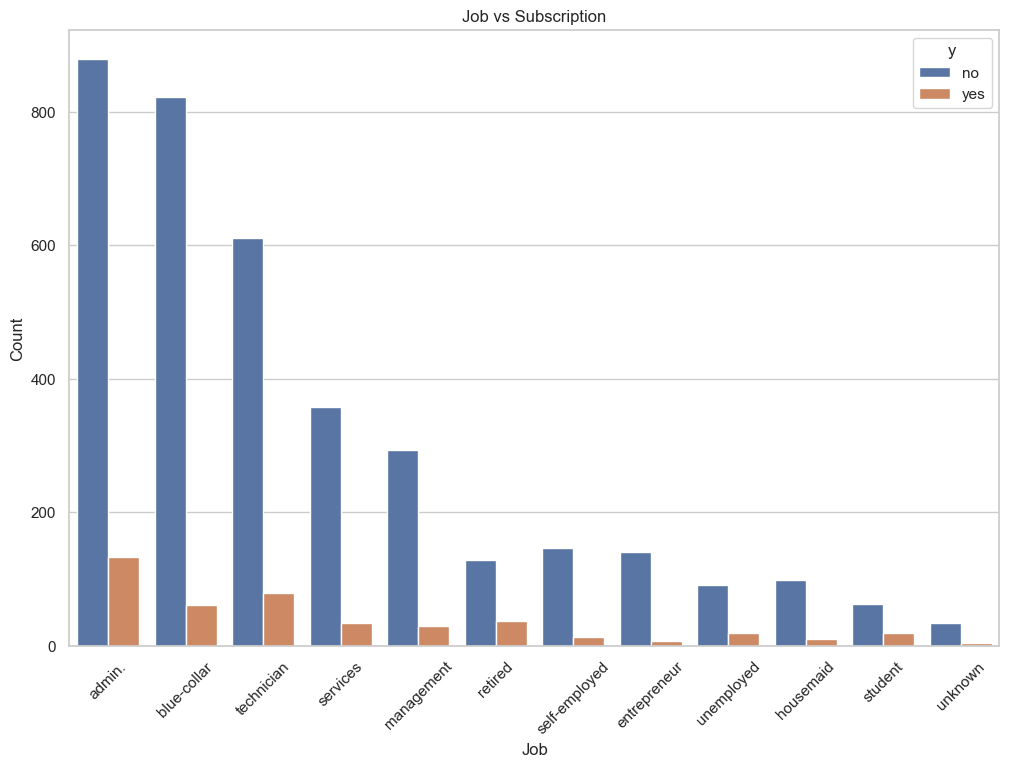 Job vs Subscription
y
no
yes
800
600
400
200
0
Count
admin.
blue-collar
technician
services
management
retired
self-employed
entrepreneur
unemployed
housemaid
student
unknown
Job